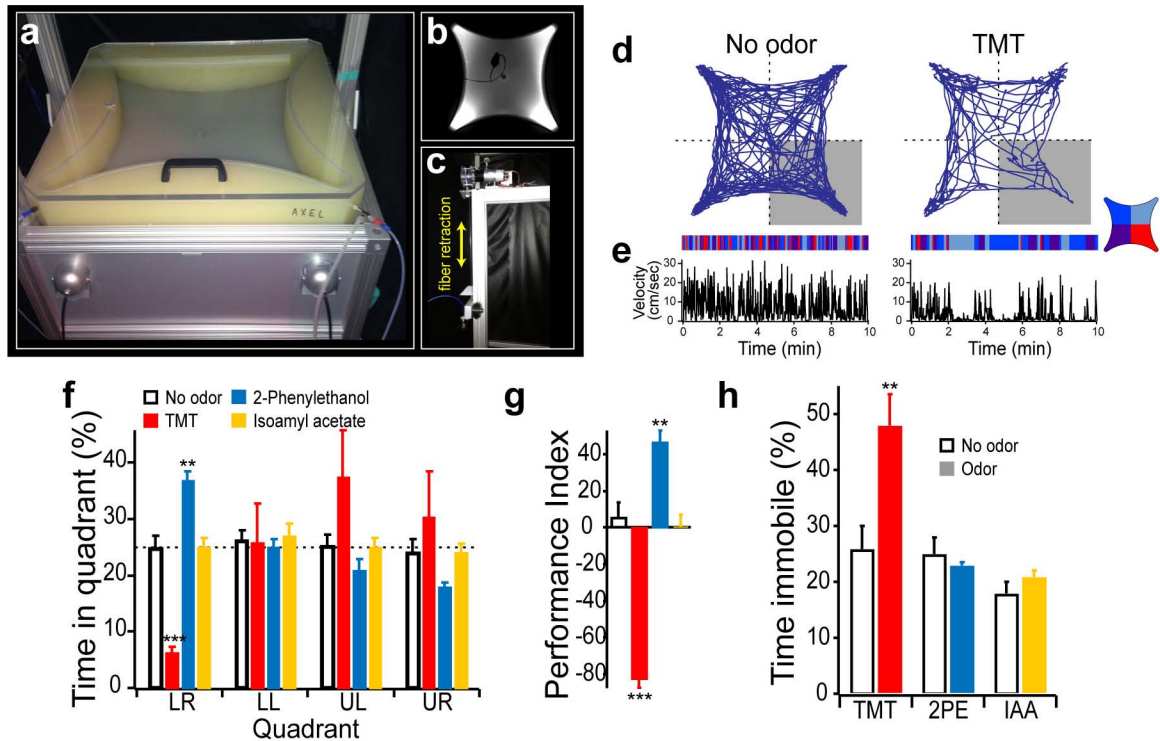 a
AXEL
b
c
fiber retraction
d
No odor
TMT
e
Velocity
(cm/sec)
30
20
10
0
0 2 4 6 8 10
Time (min)
30
20
10
0
0 2 4 6 8 10
Time (min)
f
No odor
2-Phenylethanol
TMT
Isoamyl acetate
Time in quadrant (%)
40
20
0
**
***
LR LL UL UR
Quadrant
g
Performance Index
40
20
0
-20
-40
-60
-80
**
***
h
Time immobile (%)
50
40
30
20
10
0
**
No odor
Odor
TMT 2PE IAA